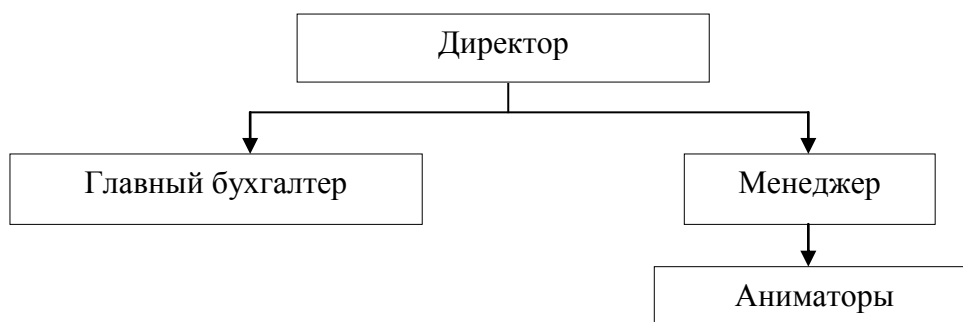 Директор
Главный бухгалтер
Менеджер
Аниматоры